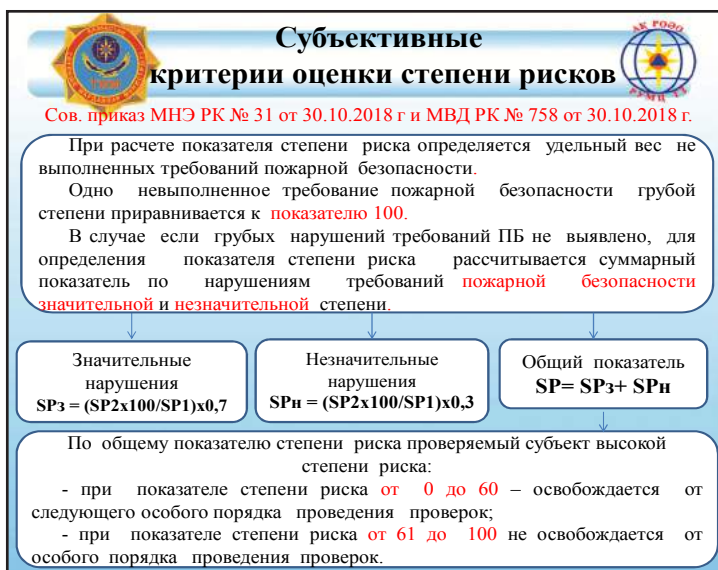 АҚ РОӘО
Субъективные
критерии оценки степени рисков
Сов. приказ МНЭ РК № 31 от 30.10.2018 г и МВД РК № 758 от 30.10.2018 г.
При расчете показателя степени риска определяется удельный вес не
выполненных требований пожарной безопасности.
Одно невыполненное требование пожарной безопасности грубой
степени приравнивается к показателю 100.
В случае если грубых нарушений требований ПБ не выявлено, для
определения показателя степени риска рассчитывается суммарный
показатель по нарушениям требований пожарной безопасности
значительной и незначительной степени.
Значительные
нарушения
SPз = (SP2х100/SP1)х0,7
Незначительные
нарушения
SPн = (SP2х100/SP1)х0,3
Общий показатель
SP= SPз+ SPн
По общему показателю степени риска проверяемый субъект высокой
степени риска:
- при показателе степени риска от 0 до 60 – освобождается от
следующего особого порядка проведения проверок;
- при показателе степени риска от 61 до 100 не освобождается от
особого порядка проведения проверок.